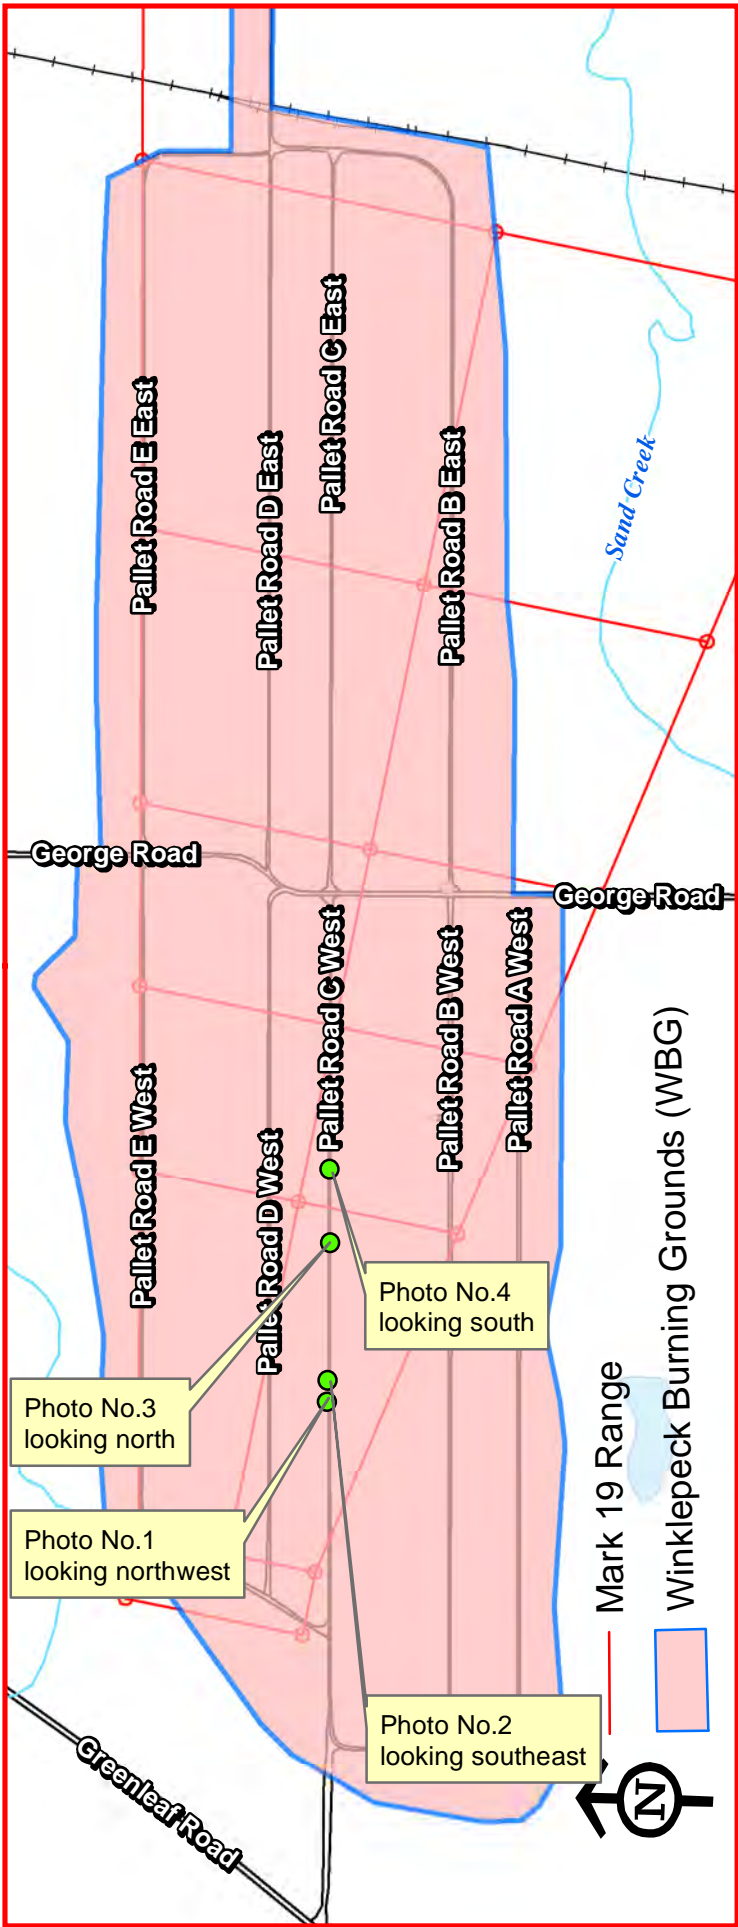 Pallet Road E East
Pallet Road D East
Pallet Road C East
Pallet Road B East
Sand Creek
George Road
George Road
Pallet Road E West
Pallet Road D West
Pallet Road C West
Pallet Road B West
Pallet Road A West
Photo No.4
looking south
Photo No.3
looking north
Photo No.1
looking northwest
Photo No.2
looking southeast
Greenleaf Road
Mark 19 Range
Winklepeck Burning Grounds (WBG)
N